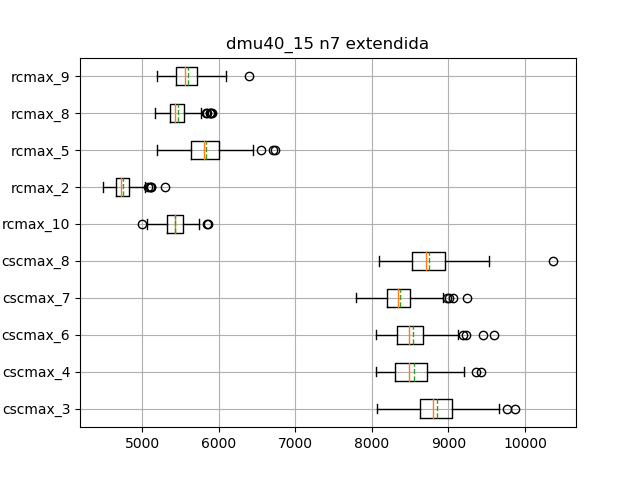 dmu40_15 n7 extendida
rcmax_9
rcmax_8
rcmax_5
rcmax_2
rcmax_10
cscmax_8
cscmax_7
cscmax_6
cscmax_4
cscmax_3
5000 6000 7000 8000 9000 10000